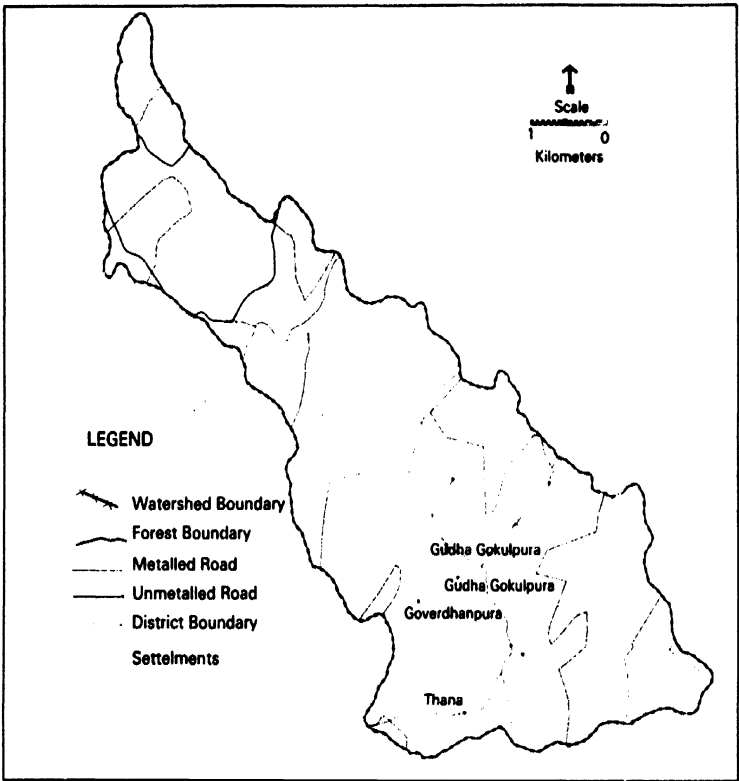 Scale
1 0
Kilometers
LEGEND
Watershed Boundary
Forest Boundary
Metalled Road
Unmetalled Road
District Boundary
Settelments
Gudha Gokulpura
Gudha Gokulpura
Goverdhanpura
Thana